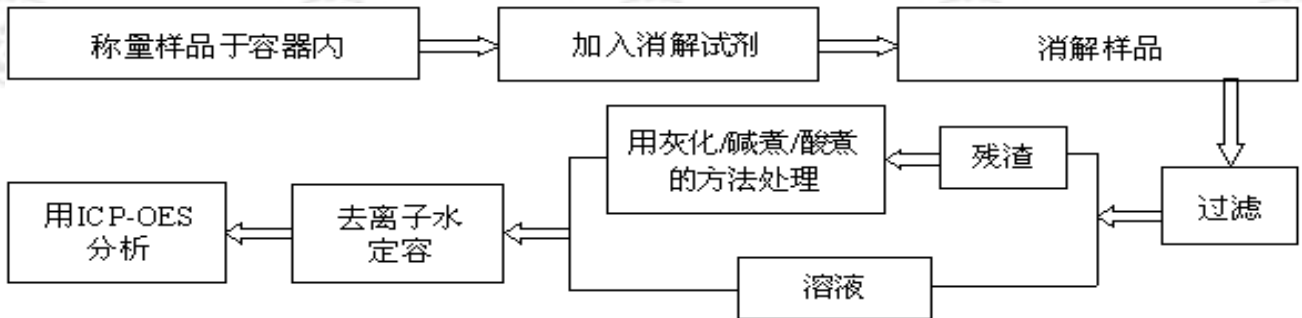 称量样品于容器内
加入消解试剂
消解样品
过滤
残渣
用灰化/碱煮/酸煮
的方法处理
溶液
去离子水
定容
用ICP-OES
分析